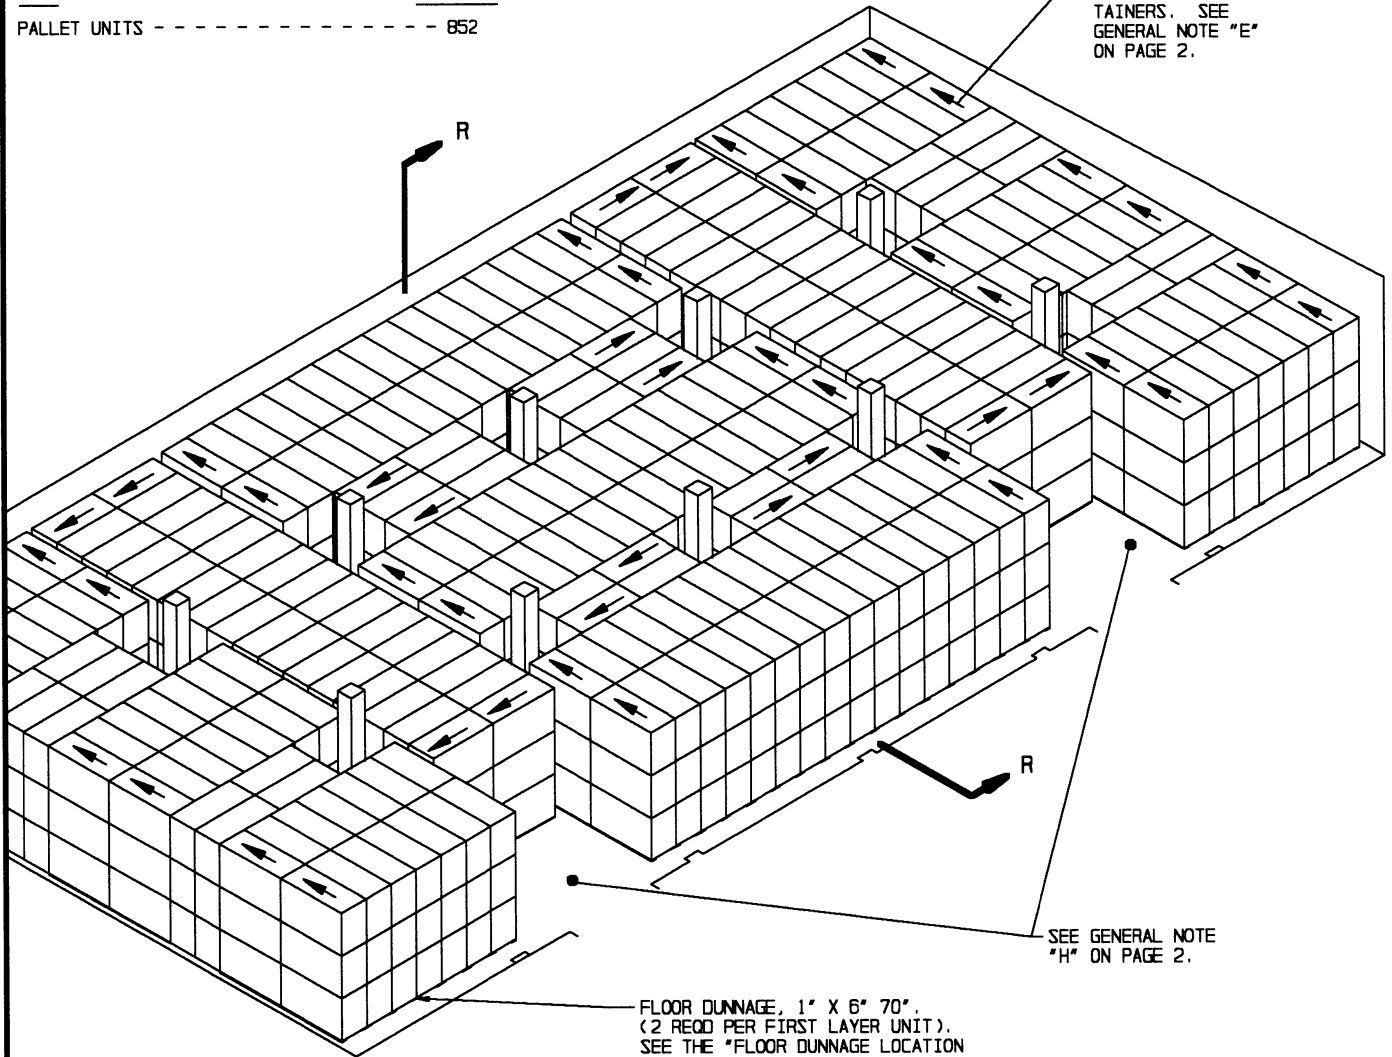 PALLET UNITS - - - - - - - - - - - - - - 852
TAINERS. SEE
GENERAL NOTE "E"
ON PAGE 2.
R
R
SEE GENERAL NOTE
"H" ON PAGE 2.
FLOOR DUNNAGE, 1" X 6" 70".
(2 REQD PER FIRST LAYER UNIT).
SEE THE "FLOOR DUNNAGE LOCATION